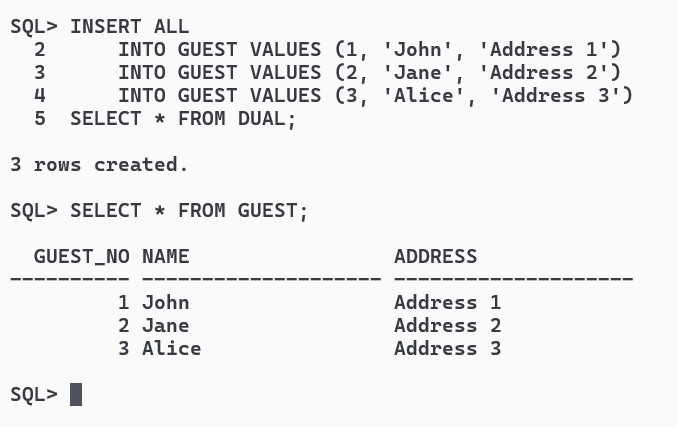 SQL> INSERT ALL
  2      INTO GUEST VALUES (1, 'John', 'Address 1')
  3      INTO GUEST VALUES (2, 'Jane', 'Address 2')
  4      INTO GUEST VALUES (3, 'Alice', 'Address 3')
  5  SELECT * FROM DUAL;
3 rows created.
SQL> SELECT * FROM GUEST;
  GUEST_NO NAME                 ADDRESS
---------- -------------------- --------------------
         1 John                 Address 1
         2 Jane                 Address 2
         3 Alice                Address 3
SQL>